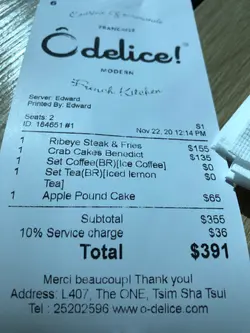 FRANCHISE
Ôdelice!
MODERN
French Kitchen
Server: Edward
Printed By: Edward
Seats: 2
ID: 184651 #1 S1
Nov 22, 20 12:14 PM
1 Ribeye Steak & Fries $155
1 Crab Cakes Benedict $135
1 Set Coffee(BR)[Ice Coffee] $0
1 Set Tea(BR)[Iced lemon $0
Tea]
1 Apple Pound Cake $65
Subtotal $355
10% Service charge $36
Total $391
Merci beaucoup! Thank you!
Address: L407, The ONE, Tsim Sha Tsui
Tel : 25202596 www.o-delice.com